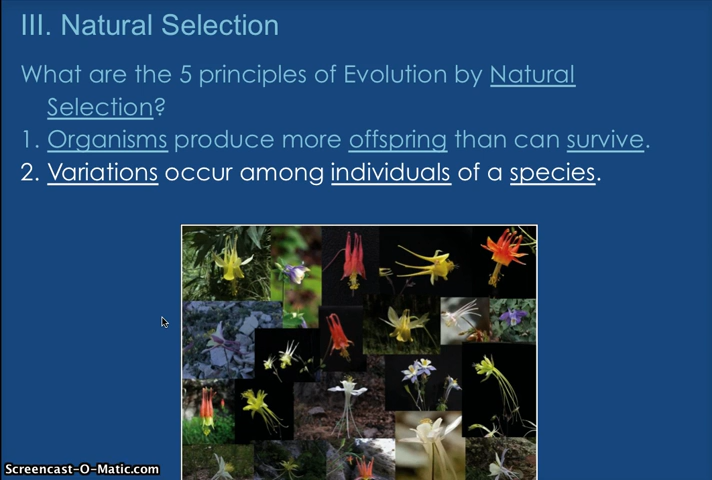 III. Natural Selection
What are the 5 principles of Evolution by Natural
Selection?
1. Organisms produce more offspring than can survive.
2. Variations occur among individuals of a species.
Screencast-O-Matic.com